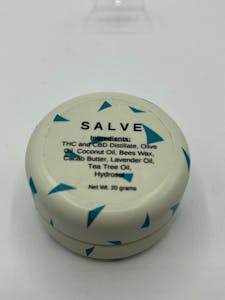 SALVE
Ingredients:
THC and CBD Distillate, Olive
Oil, Coconut Oil, Bees Wax,
Cacao Butter, Lavender Oil,
Tea Tree Oil,
Hydrosol
Net Wt. 20 grams